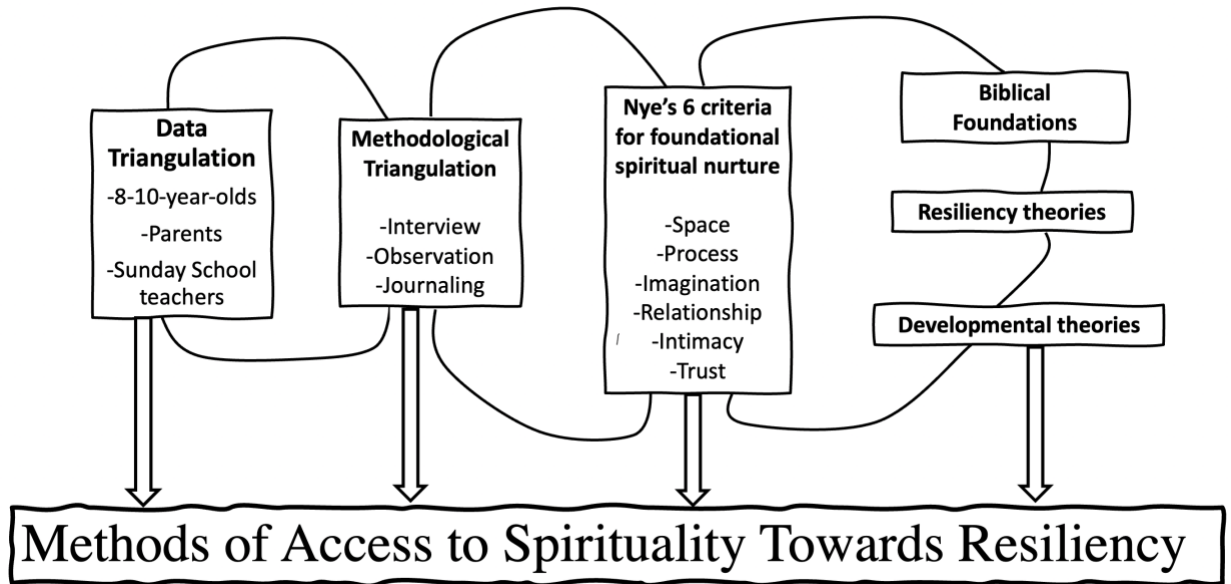 Data
Triangulation
-8-10-year-olds
-Parents
-Sunday School
teachers
Methodological
Triangulation
-Interview
-Observation
-Journaling
Nye's 6 criteria
for foundational
spiritual nurture
-Space
-Process
-Imagination
-Relationship
-Intimacy
-Trust
Biblical
Foundations
Resiliency theories
Developmental theories
Methods of Access to Spirituality Towards Resiliency